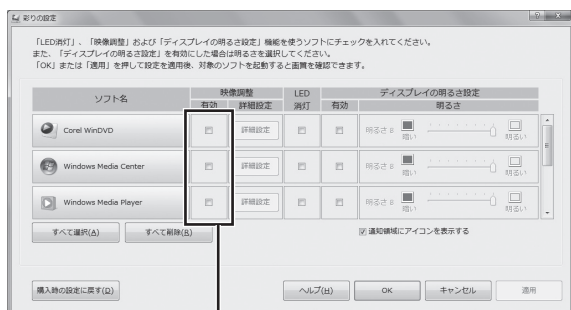 彩りの設定
「LED消灯」、「映像調整」および「ディスプレイの明るさ設定」機能を使うソフトにチェックを入れてください。
また、「ディスプレイの明るさ設定」を有効にした場合は明るさを選択してください。
「OK」または「適用」を押して設定を適用後、対象のソフトを起動すると画質を確認できます。
ソフト名 映像調整 LED ディスプレイの明るさ設定
有効 詳細設定 消灯 有効 明るさ
Corel WinDVD 詳細設定 明るさ 8 暗い 明るい
Windows Media Center 詳細設定 明るさ 8 暗い 明るい
Windows Media Player 詳細設定 明るさ 8 暗い 明るい
すべて選択(A) すべて削除(R) 通知領域にアイコンを表示する
購入時の設定に戻す(D) ヘルプ(H) OK キャンセル 適用